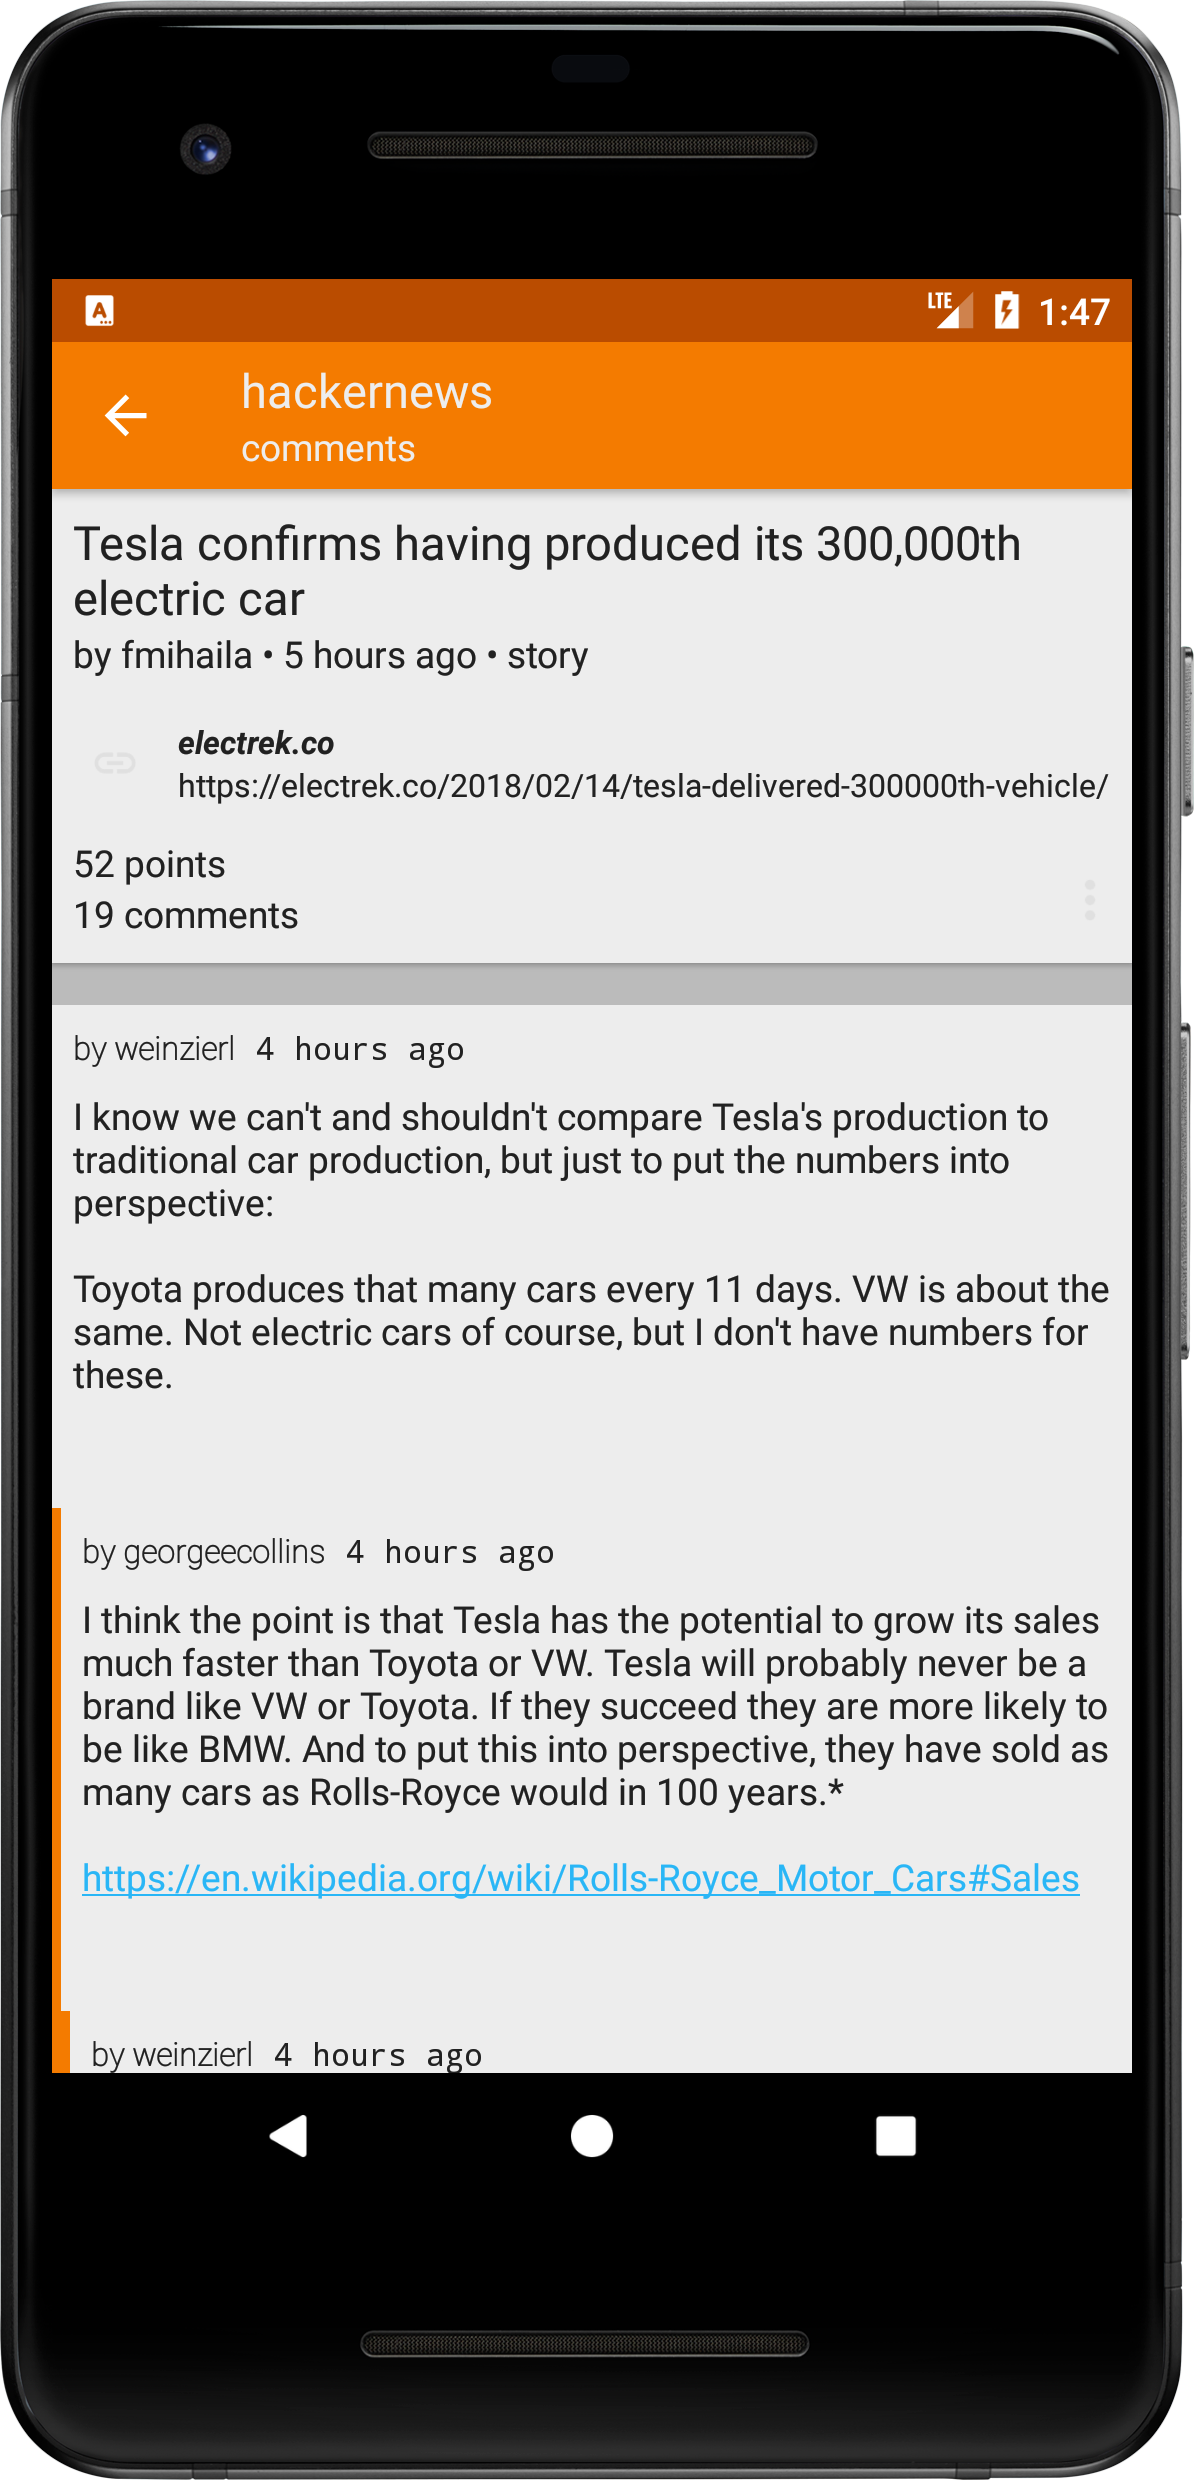 A
LTE
1:47
hackernews
comments
Tesla confirms having produced its 300,000th
electric car
by fmihaila • 5 hours ago • story
electrek.co
https://electrek.co/2018/02/14/tesla-delivered-300000th-vehicle/
52 points
19 comments
by weinzierl 4 hours ago
I know we can't and shouldn't compare Tesla's production to
traditional car production, but just to put the numbers into
perspective:
Toyota produces that many cars every 11 days. VW is about the
same. Not electric cars of course, but I don't have numbers for
these.
by georgeecollins 4 hours ago
I think the point is that Tesla has the potential to grow its sales
much faster than Toyota or VW. Tesla will probably never be a
brand like VW or Toyota. If they succeed they are more likely to
be like BMW. And to put this into perspective, they have sold as
many cars as Rolls-Royce would in 100 years.*
https://en.wikipedia.org/wiki/Rolls-Royce_Motor_Cars#Sales
by weinzierl 4 hours ago